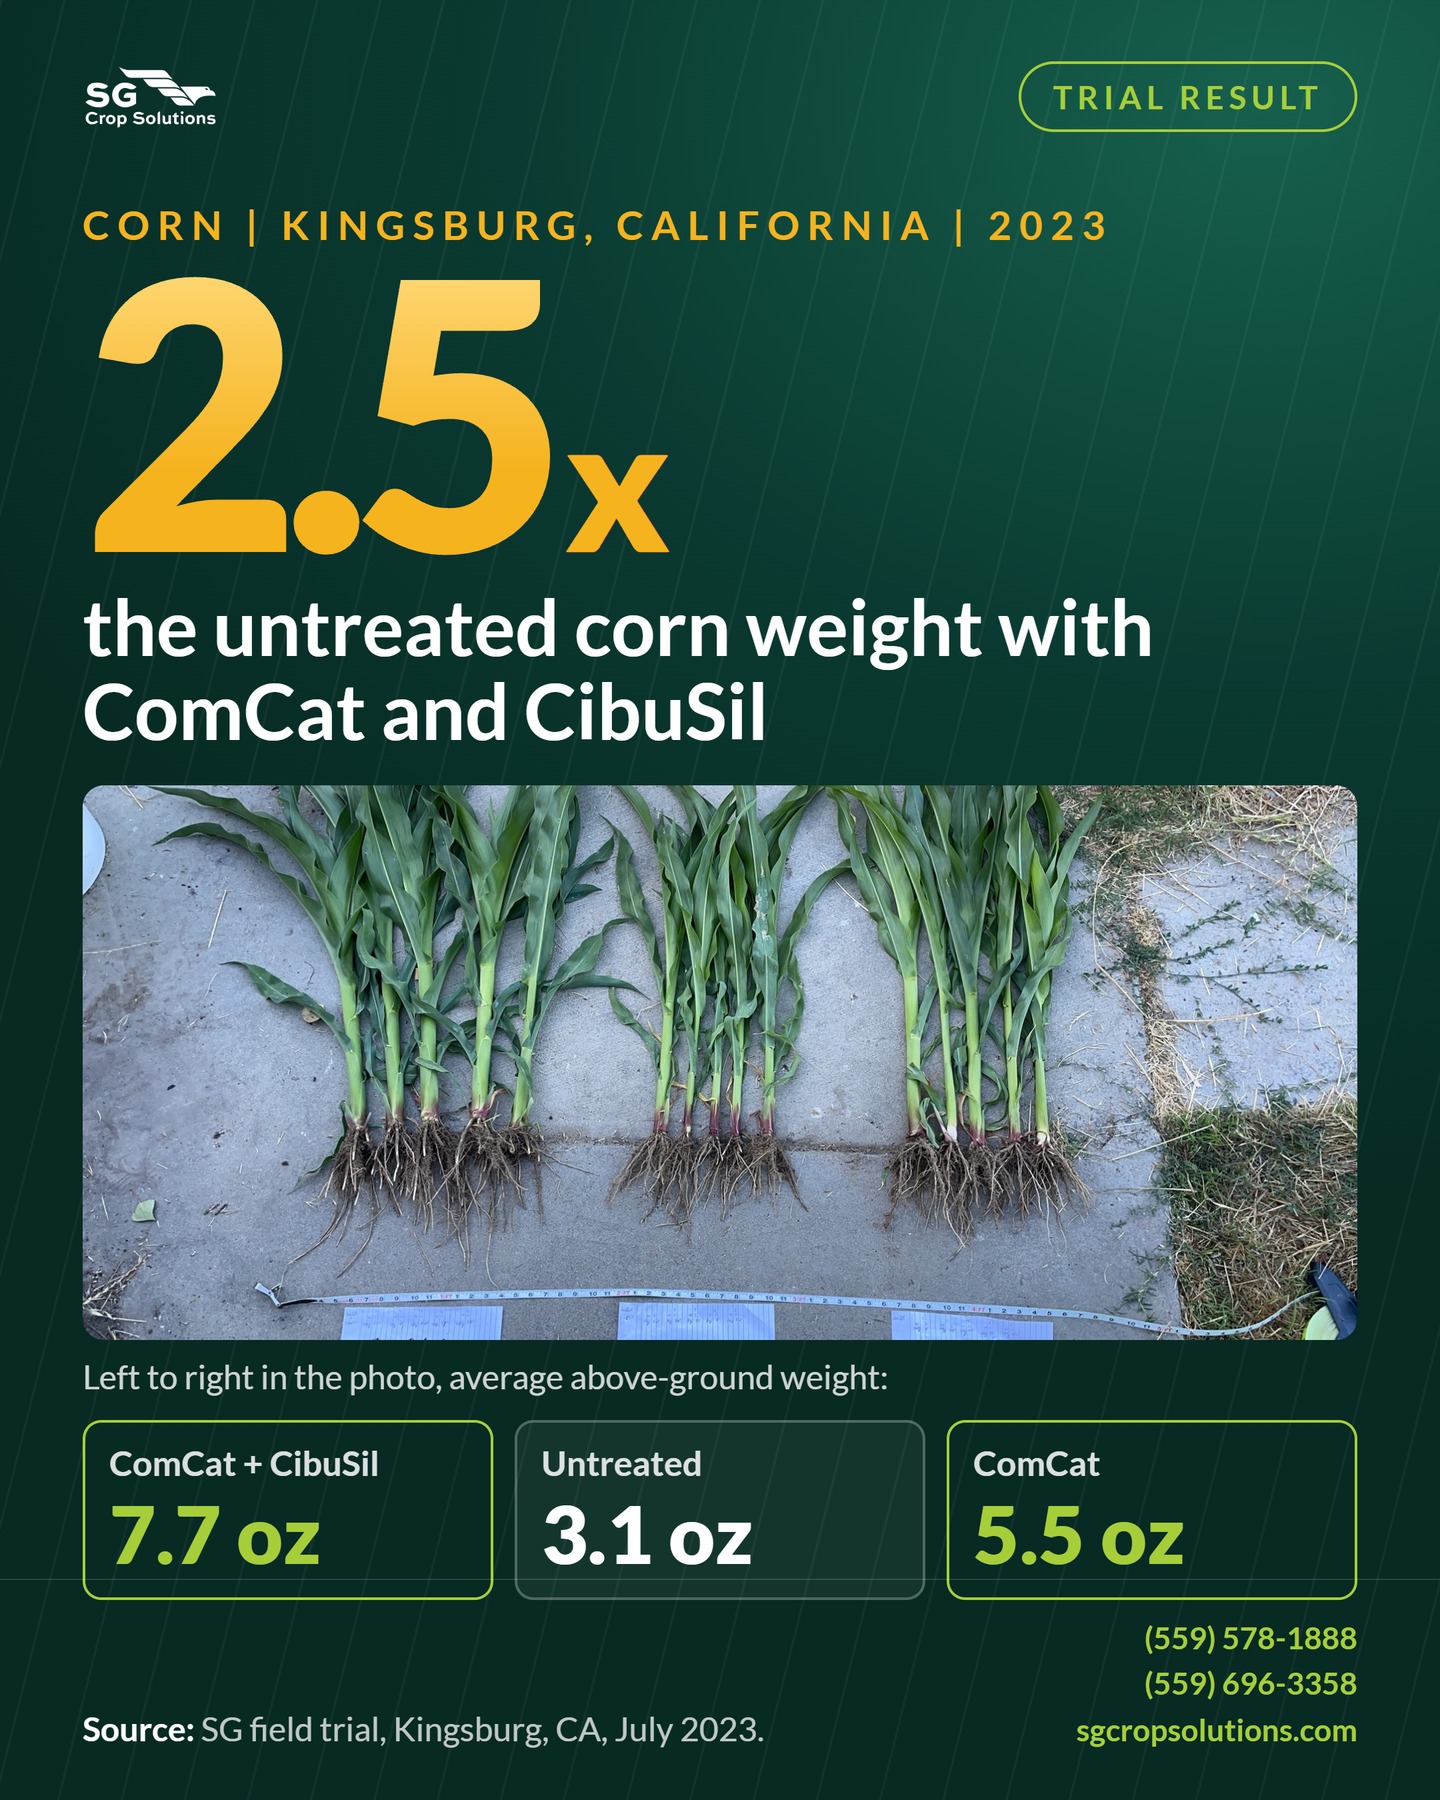 SG
Crop Solutions
TRIAL RESULT
CORN | KINGSBURG, CALIFORNIA | 2023
2.5x
the untreated corn weight with
ComCat and CibuSil
Left to right in the photo, average above-ground weight:
ComCat + CibuSil
7.7 oz
Untreated
3.1 oz
ComCat
5.5 oz
(559) 578-1888
(559) 696-3358
Source: SG field trial, Kingsburg, CA, July 2023.
sgcropsolutions.com